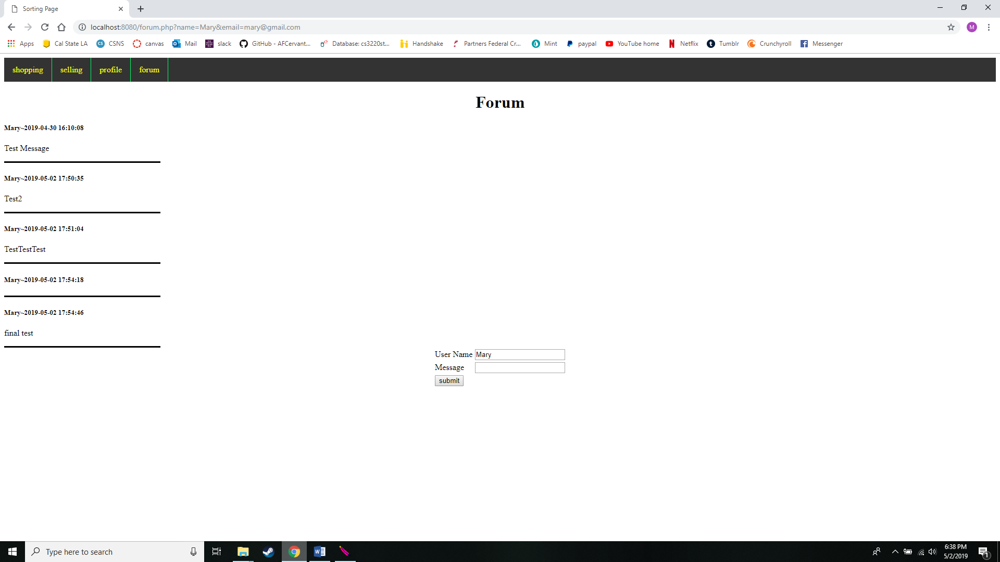 Sorting Page
localhost:8080/forum.php?name=Mary&email=mary@gmail.com
M
Apps Cal State LA CS CSNS canvas Mail slack GitHub - AFCervant... Database: cs3220st... Handshake Partners Federal Cr... Mint paypal YouTube home Netflix Tumblr Crunchyroll Messenger
shopping selling profile forum
Forum
Mary~2019-04-30 16:10:08
Test Message
Mary~2019-05-02 17:50:35
Test2
Mary~2019-05-02 17:51:04
TestTestTest
Mary~2019-05-02 17:54:18
Mary~2019-05-02 17:54:46
final test
User Name Mary
Message
submit
Type here to search
6:38 PM
5/2/2019
1